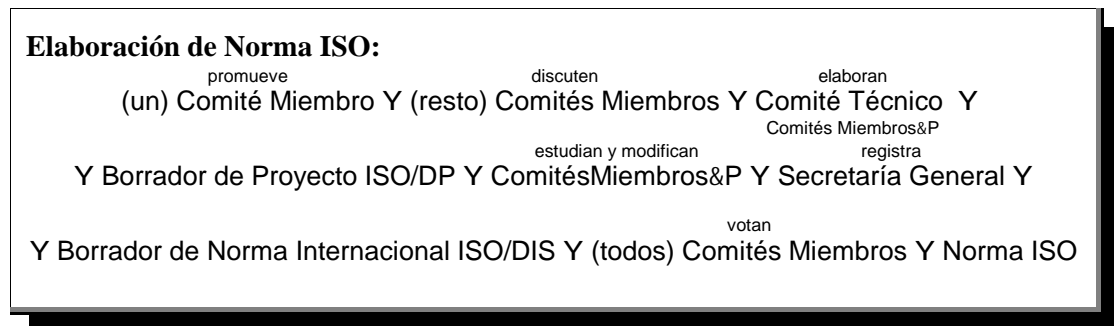 Elaboración de Norma ISO:
promueve discuten elaboran
(un) Comité Miembro Y (resto) Comités Miembros Y Comité Técnico Y
Comités Miembros&P
estudian y modifican registra
Y Borrador de Proyecto ISO/DP Y ComitésMiembros&P Y Secretaría General Y
votan
Y Borrador de Norma Internacional ISO/DIS Y (todos) Comités Miembros Y Norma ISO